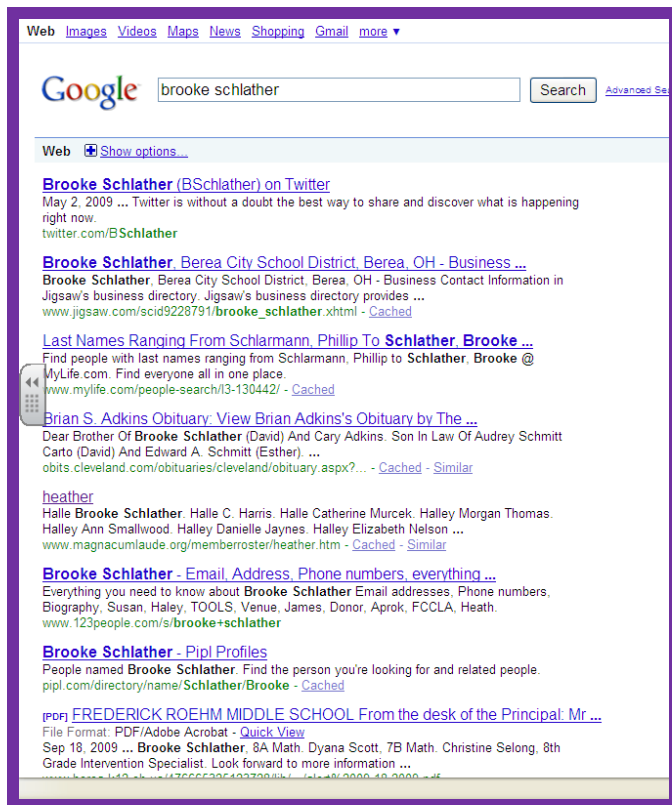 Web Images Videos Maps News Shopping Gmail more ▼
Google brooke schlather Search Advanced Sea
Web Show options...
Brooke Schlather (BSchlather) on Twitter
May 2, 2009 ... Twitter is without a doubt the best way to share and discover what is happening
right now.
twitter.com/BSchlather
Brooke Schlather, Berea City School District, Berea, OH - Business ...
Brooke Schlather, Berea City School District, Berea, OH - Business Contact Information in
Jigsaw's business directory. Jigsaw's business directory provides ...
www.jigsaw.com/scid9228791/brooke_schlather.xhtml - Cached
Last Names Ranging From Schlarmann, Phillip To Schlather, Brooke ...
Find people with last names ranging from Schlarmann, Phillip to Schlather, Brooke @
MyLife.com. Find everyone all in one place.
www.mylife.com/people-search/l3-130442/ - Cached
Brian S. Adkins Obituary: View Brian Adkins's Obituary by The ...
Dear Brother Of Brooke Schlather (David) And Cary Adkins. Son In Law Of Audrey Schmitt
Carto (David) And Edward A. Schmitt (Esther). ...
obits.cleveland.com/obituaries/cleveland/obituary.aspx?... - Cached - Similar
heather
Halle Brooke Schlather. Halle C. Harris. Halle Catherine Murcek. Halley Morgan Thomas.
Halley Ann Smallwood. Halley Danielle Jaynes. Halley Elizabeth Nelson ...
www.magnacumlaude.org/memberroster/heather.htm - Cached - Similar
Brooke Schlather - Email, Address, Phone numbers, everything ...
Everything you need to know about Brooke Schlather Email addresses, Phone numbers,
Biography, Susan, Haley, TOOLS, Venue, James, Donor, Aprok, FCCLA, Heath.
www.123people.com/s/brooke+schlather
Brooke Schlather - Pipl Profiles
People named Brooke Schlather. Find the person you're looking for and related people.
pipl.com/directory/name/Schlather/Brooke - Cached
[PDF] FREDERICK ROEHM MIDDLE SCHOOL From the desk of the Principal: Mr ...
File Format: PDF/Adobe Acrobat - Quick View
Sep 18, 2009 ... Brooke Schlather, 8A Math. Dyana Scott, 7B Math. Christine Selong, 8th
Grade Intervention Specialist. Look forward to more information ...